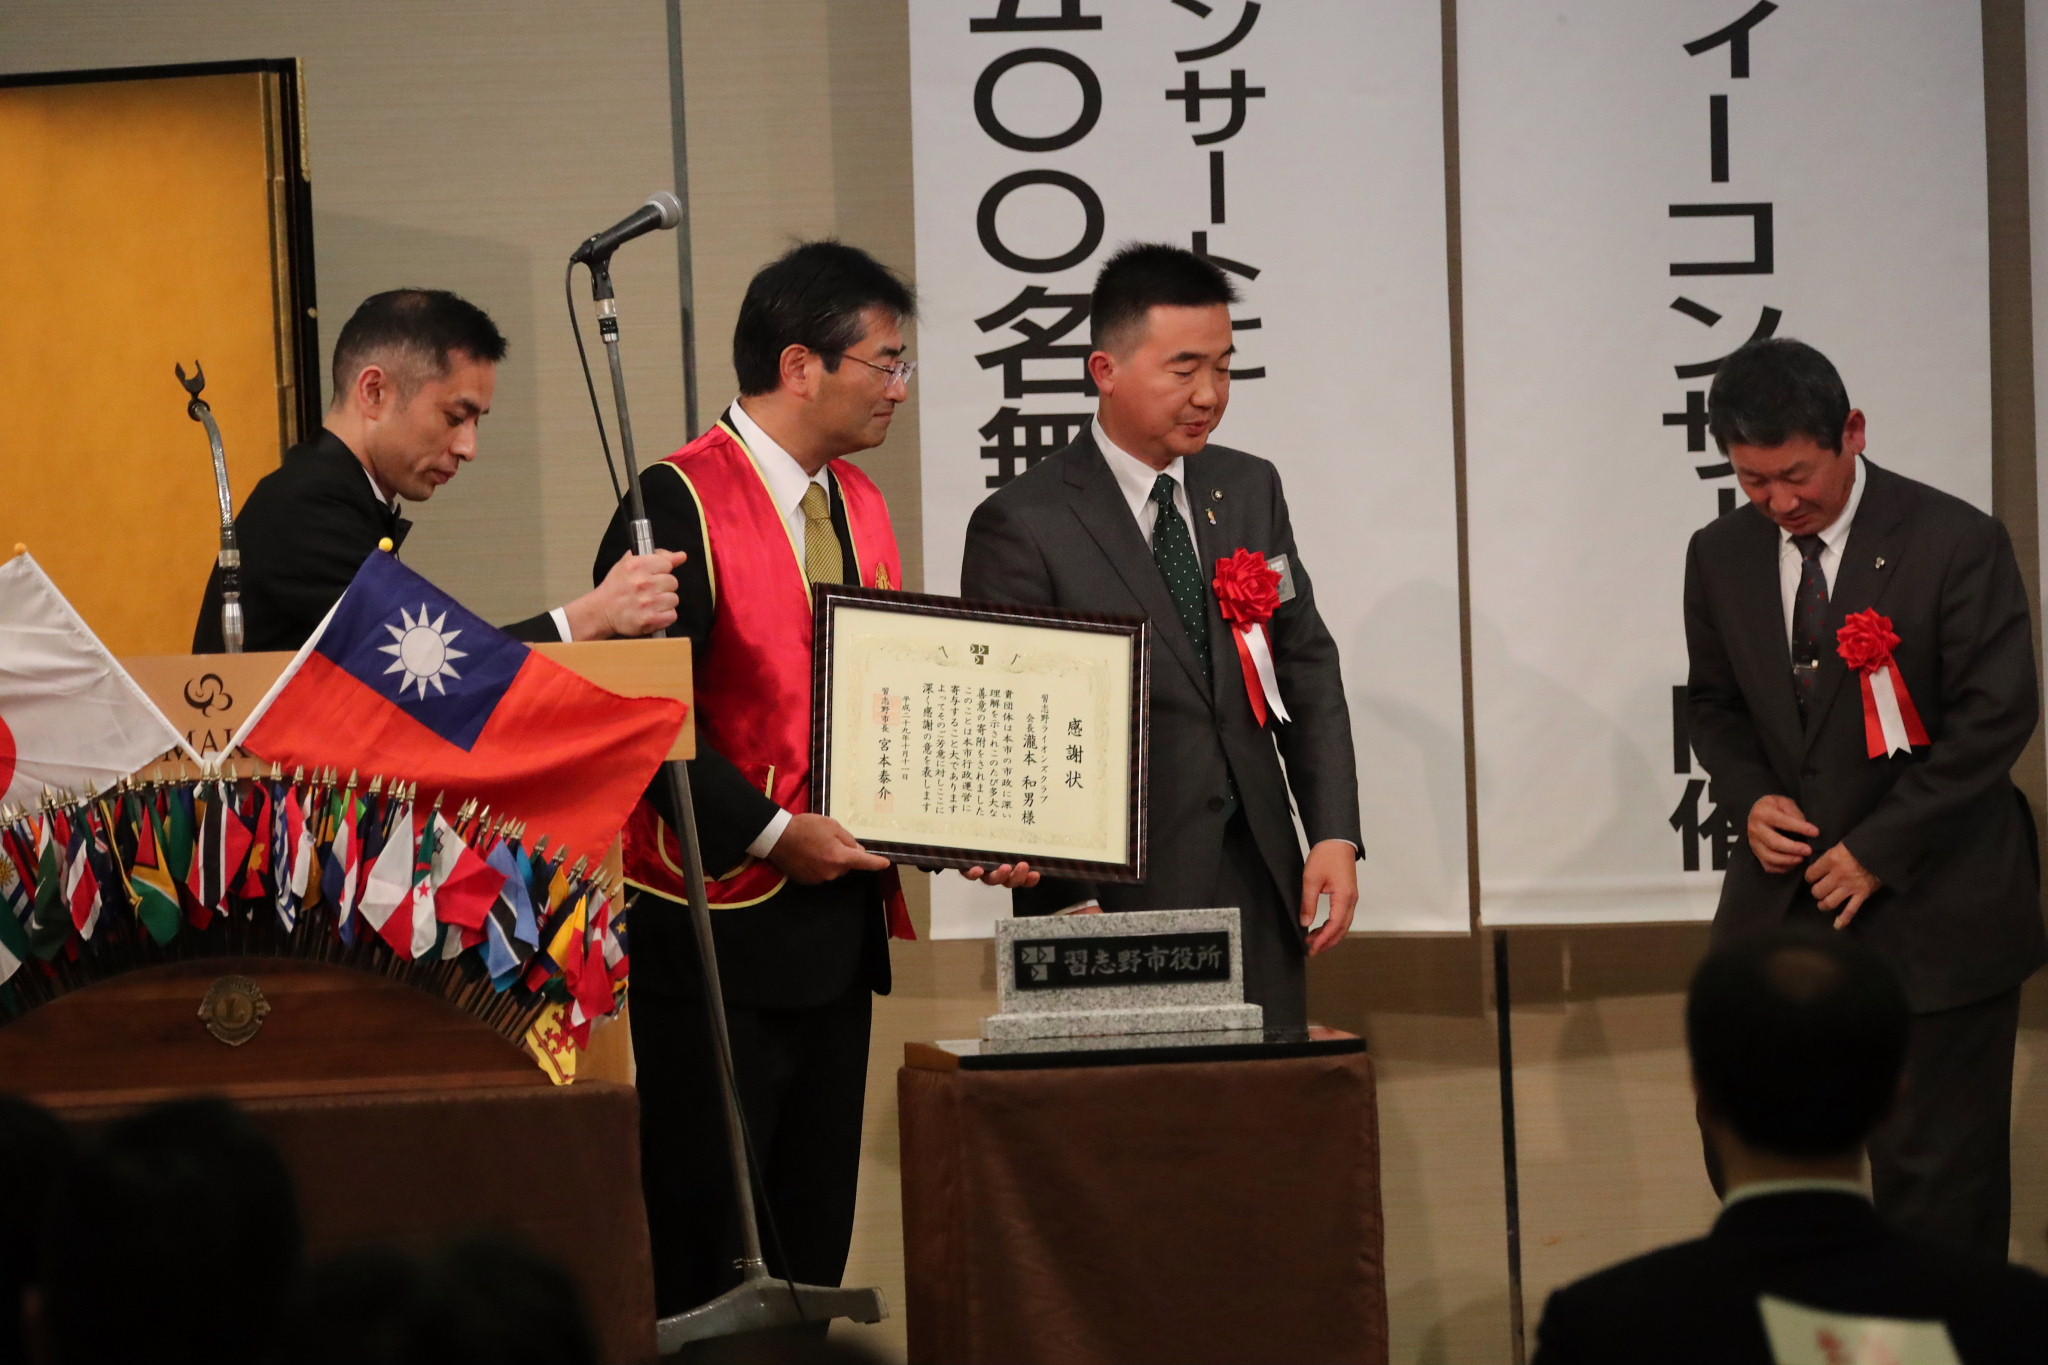 ィーコンサー
開催
ンサートに
五〇〇名無
感謝状
習志野ライオンズクラブ
会長 瀧本 和男 様
貴団体は本市の市政に深い
理解を示されこのたび多大な
善意の寄附をされました
このことは本市行政運営に
寄与すること大であります
よってそのご芳意に対しここに
深く感謝の意を表します
平成二十九年十月十一日
習志野市長 宮本泰介
習志野市役所
MAK
L